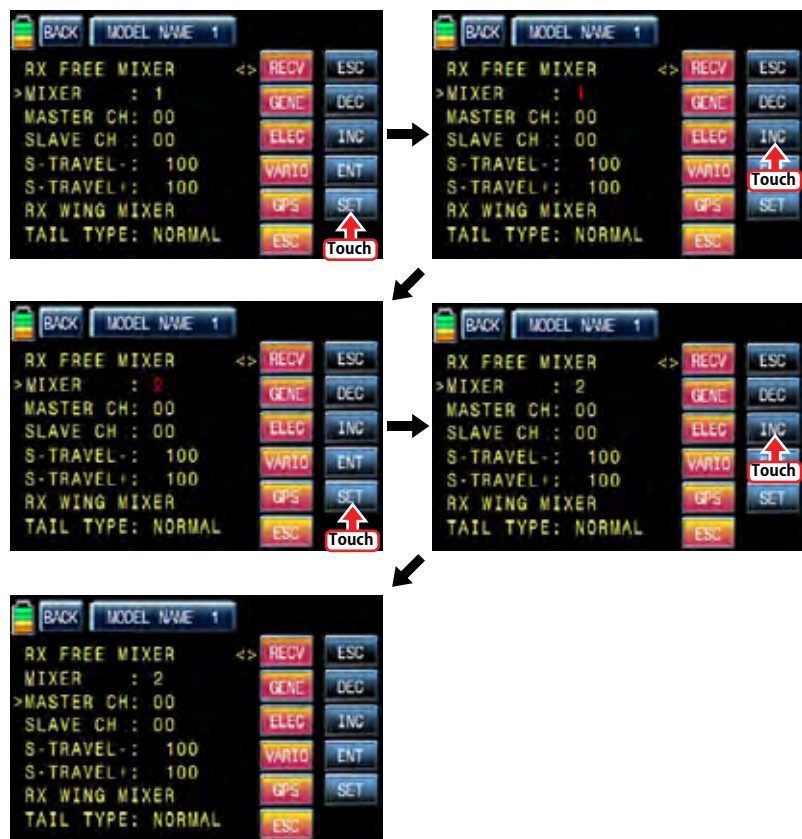 BACK MODEL NAME 1
RX FREE MIXER <> RECV ESC
>MIXER : 1 GENE DEC
MASTER CH: 00
SLAVE CH : 00 ELEC INC
S-TRAVEL-: 100 VARIO ENT
S-TRAVEL+: 100
RX WING MIXER GPS SET
TAIL TYPE: NORMAL ESC
Touch
BACK MODEL NAME 1
RX FREE MIXER <> RECV ESC
>MIXER : 1 GENE DEC
MASTER CH: 00
SLAVE CH : 00 ELEC INC
S-TRAVEL-: 100 VARIO
Touch
S-TRAVEL+: 100
RX WING MIXER GPS SET
TAIL TYPE: NORMAL ESC
BACK MODEL NAME 1
RX FREE MIXER <> RECV ESC
>MIXER : 2 GENE DEC
MASTER CH: 00
SLAVE CH : 00 ELEC INC
S-TRAVEL-: 100 VARIO ENT
S-TRAVEL+: 100
RX WING MIXER GPS SET
TAIL TYPE: NORMAL ESC
Touch
BACK MODEL NAME 1
RX FREE MIXER <> RECV ESC
>MIXER : 2 GENE DEC
MASTER CH: 00
SLAVE CH : 00 ELEC INC
S-TRAVEL-: 100 VARIO
Touch
S-TRAVEL+: 100
RX WING MIXER GPS SET
TAIL TYPE: NORMAL ESC
BACK MODEL NAME 1
RX FREE MIXER <> RECV ESC
MIXER : 2 GENE DEC
>MASTER CH: 00
SLAVE CH : 00 ELEC INC
S-TRAVEL-: 100 VARIO ENT
S-TRAVEL+: 100
RX WING MIXER GPS SET
TAIL TYPE: NORMAL ESC